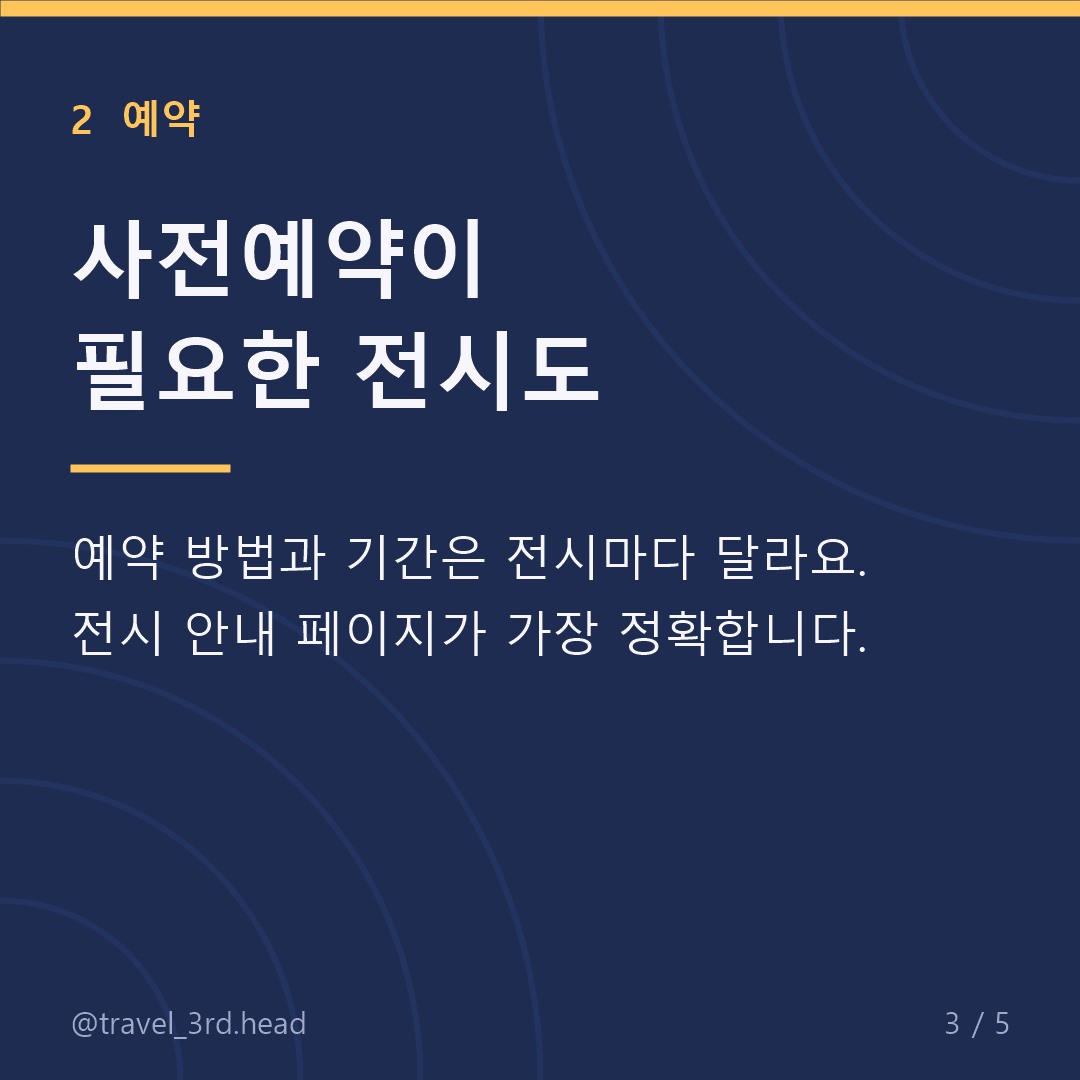 2 예약
사전예약이
필요한 전시도
예약 방법과 기간은 전시마다 달라요.
전시 안내 페이지가 가장 정확합니다.
@travel_3rd.head
3 / 5